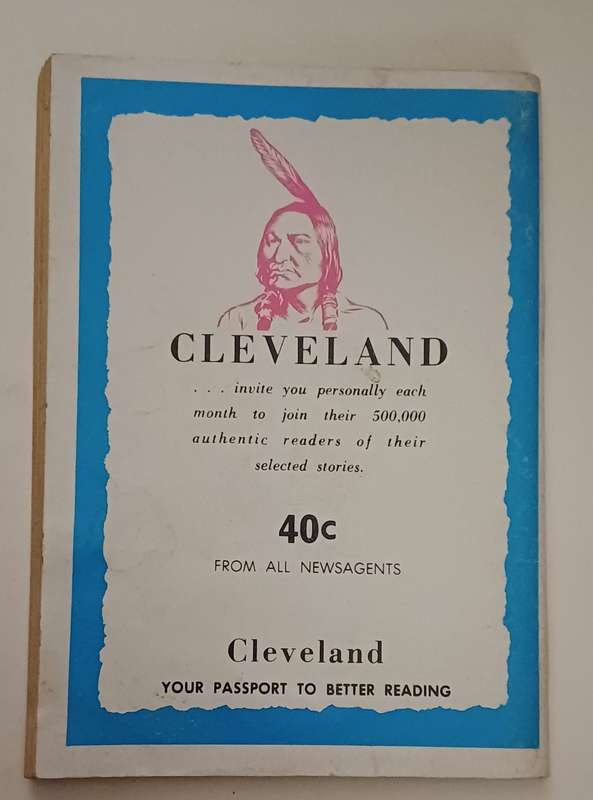 CLEVELAND
. . . invite you personally each
month to join their 500,000
authentic readers of their
selected stories.
40c
FROM ALL NEWSAGENTS
Cleveland
YOUR PASSPORT TO BETTER READING